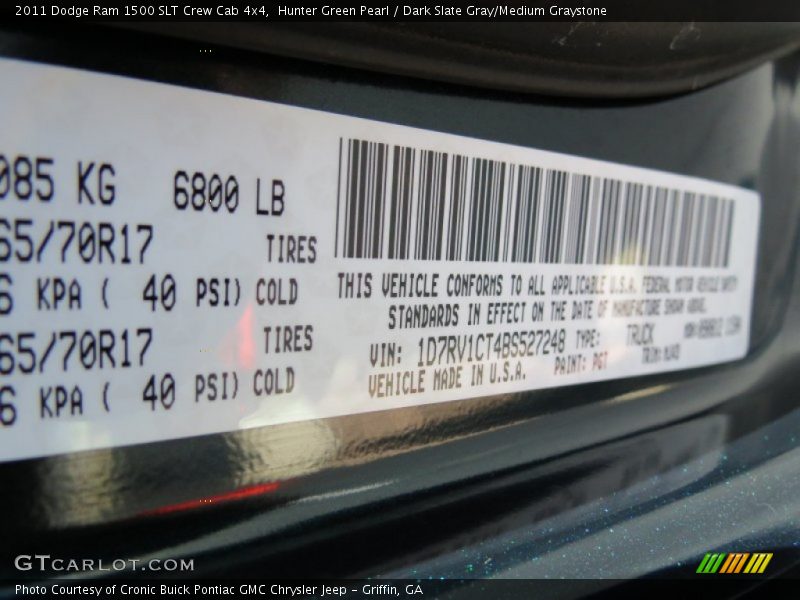 2011 Dodge Ram 1500 SLT Crew Cab 4x4, Hunter Green Pearl / Dark Slate Gray/Medium Graystone
085 KG 6800 LB
65/70R17 TIRES
6 KPA ( 40 PSI) COLD
65/70R17 TIRES
6 KPA ( 40 PSI) COLD
THIS VEHICLE CONFORMS TO ALL APPLICABLE U.S.A. FEDERAL MOTOR VEHICLE SAFETY
STANDARDS IN EFFECT ON THE DATE OF MANUFACTURE SHOWN ABOVE.
VIN: 1D7RV1CT4BS527248 TYPE: TRUCK
VEHICLE MADE IN U.S.A. PAINT: PGT TRIM:
GTCARLOT.COM
Photo Courtesy of Cronic Buick Pontiac GMC Chrysler Jeep – Griffin, GA